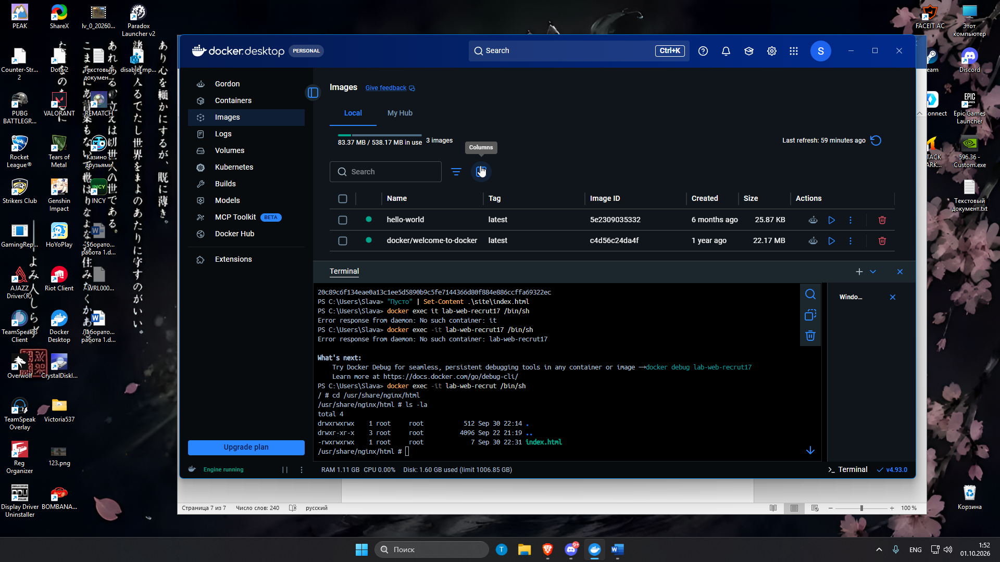 PEAK
ShareX
lv_0_20260...
Paradox
Launcher v2
Counter-Str...
2
Dota 2
Текстовый
докумен...
disable_mp...
PUBG
BATTLEGR...
VALORANT
REMATCH
Rocket
League®
Tears of
Metal
Казино с
друзьями
Strikers Club
Genshin
Impact
INCY
INCY
GamingRep...
HoYoPlay
~$борато...
работа 1.d...
AJAZZ
Driver(R)
Riot Client
~WRL000...
TeamSpeak 3
Client
Docker
Desktop
Лаборато...
работа 1.d...
Overwolf
CrystalDiskI...
TeamSpeak
Overlay
Victoria537
Reg
Organizer
123.png
Display Driver
Uninstaller
BOMBANA...
docker.desktop
PERSONAL
Search
Ctrl+K
S
Gordon
Containers
Images
Logs
Volumes
Kubernetes
Builds
Models
MCP Toolkit BETA
Docker Hub
Extensions
Upgrade plan
Images Give feedback
Local
My Hub
83.37 MB / 538.17 MB in use 3 images
Last refresh: 59 minutes ago
Columns
Search
Name Tag Image ID Created Size Actions
hello-world latest 5e2309035332 6 months ago 25.87 KB
docker/welcome-to-docker latest c4d56c24da4f 1 year ago 22.17 MB
Terminal
20c89c6f134eae0a13c1ee5d5890b9c5fe7144366d80f884e886ccffa69322ec
PS C:\Users\Slava> "Пусто" | Set-Content .\site\index.html
PS C:\Users\Slava> docker exec it lab-web-recrut17 /bin/sh
Error response from daemon: No such container: it
PS C:\Users\Slava> docker exec -it lab-web-recrut17 /bin/sh
Error response from daemon: No such container: lab-web-recrut17
What's next:
Try Docker Debug for seamless, persistent debugging tools in any container or image → docker debug lab-web-recrut17
Learn more at https://docs.docker.com/go/debug-cli/
PS C:\Users\Slava> docker exec -it lab-web-recrut /bin/sh
/ # cd /usr/share/nginx/html
/usr/share/nginx/html # ls -la
total 4
drwxrwxrwx 1 root root 512 Sep 30 22:14 .
drwxr-xr-x 3 root root 4096 Sep 22 21:19 ..
-rwxrwxrwx 1 root root 7 Sep 30 22:31 index.html
/usr/share/nginx/html #
Windo...
Engine running
RAM 1.11 GB CPU 0.00% Disk: 1.60 GB used (limit 1006.85 GB)
Terminal
v4.93.0
Страница 7 из 7 Число слов: 240 русский
100 %
FACEIT AC
Этот
компьютер
eam
Discord
onnect
EPIC
GAMES
Epic Games
Launcher
TACK
ARK...
596.36 -
Custom.exe
Текстовый
документ.txt
Корзина
Поиск
T
9+
ENG
1:52
01.10.2026